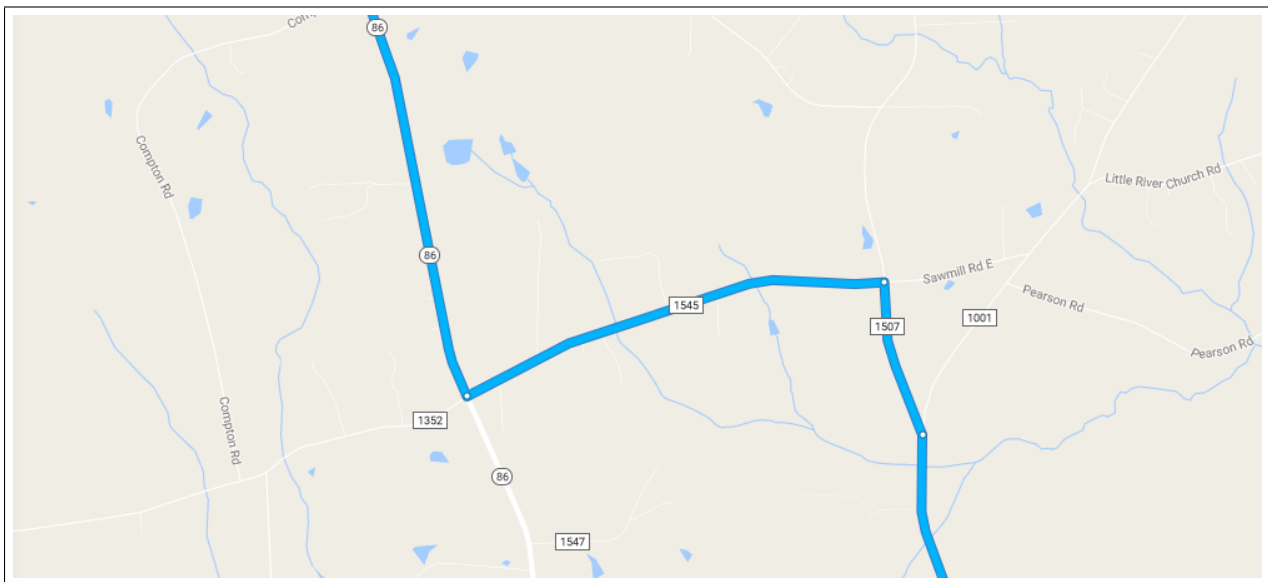 Comp
86
Compton Rd
Little River Church Rd
86
Sawmill Rd E
Pearson Rd
1545
1001
1507
Pearson Rd
Compton Rd
1352
86
1547